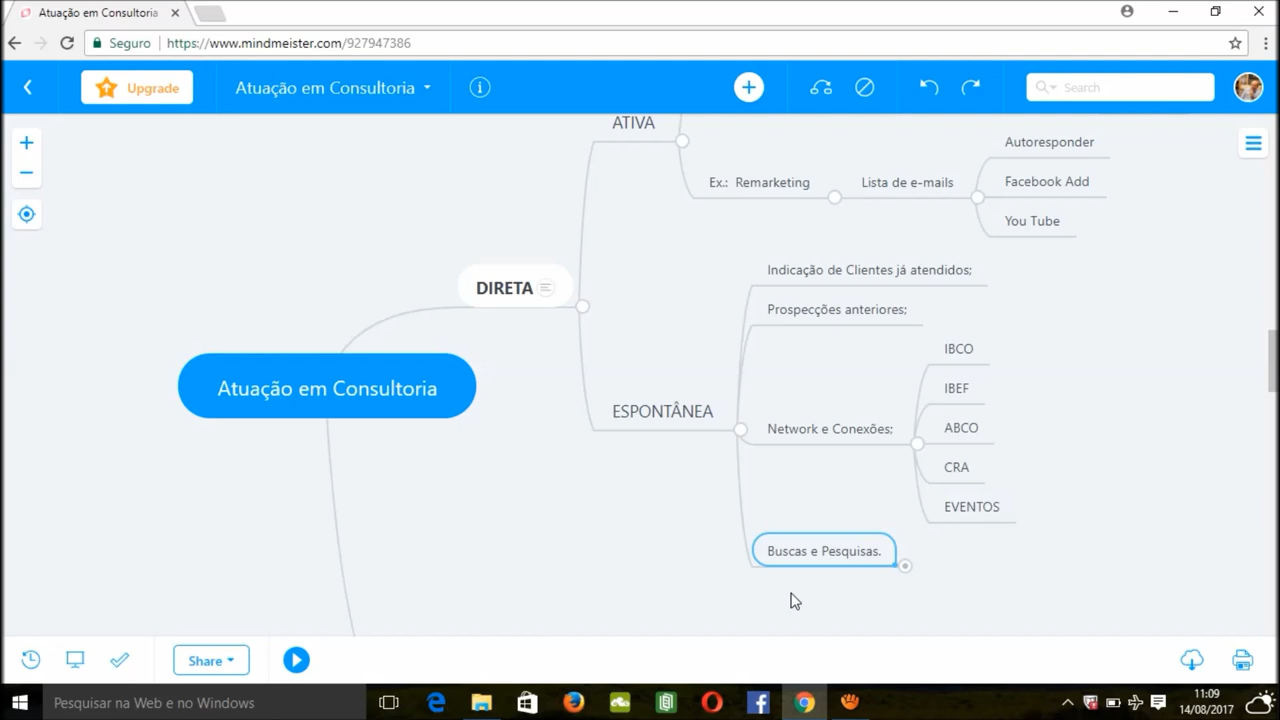 Atuação em Consultoria
Seguro
https://www.mindmeister.com/927947386
Upgrade
Atuação em Consultoria
Search
ATIVA
Ex.: Remarketing
Lista de e-mails
Autoresponder
Facebook Add
You Tube
DIRETA
Indicação de Clientes já atendidos;
Prospecções anteriores;
Atuação em Consultoria
ESPONTÂNEA
Network e Conexões;
IBCO
IBEF
ABCO
CRA
EVENTOS
Buscas e Pesquisas.
Share
Pesquisar na Web e no Windows
11:09
14/08/2017